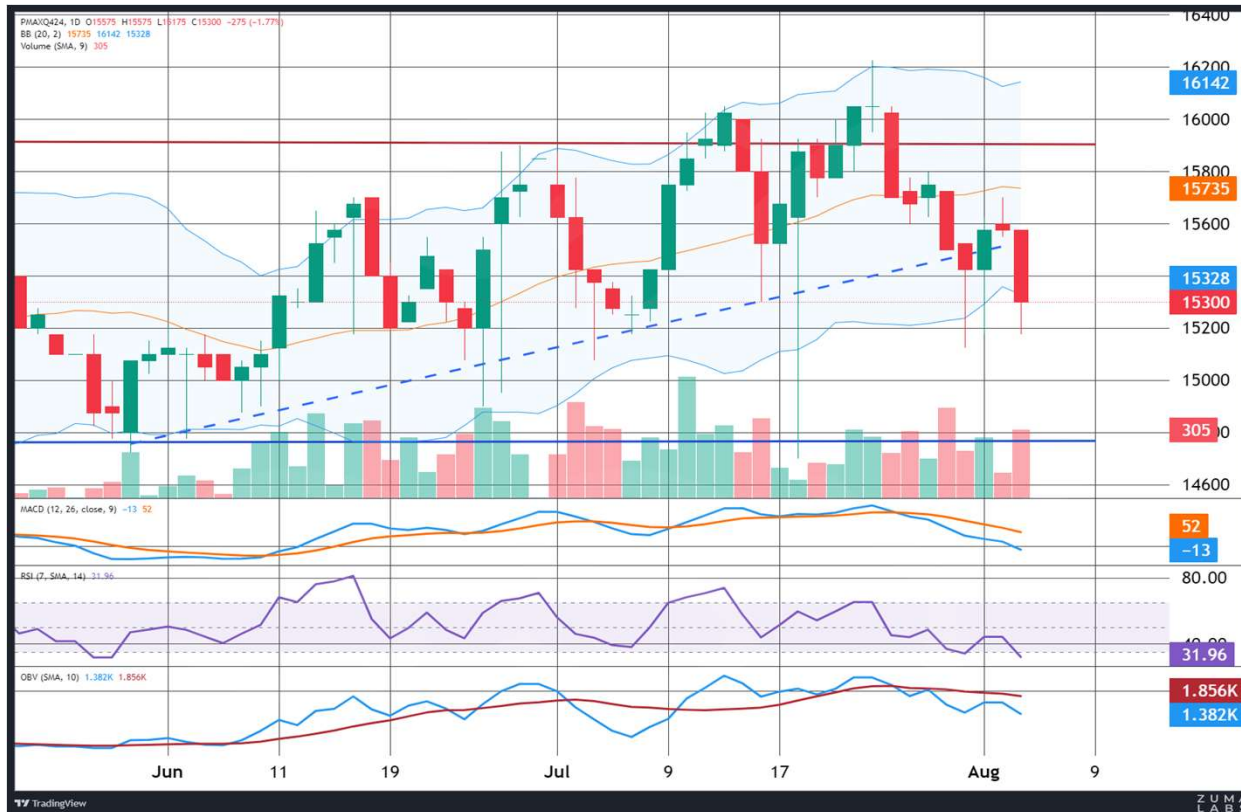 PMAXQ424, 1D O15575 H15575 L15175 C15300 −275 (−1.77%)
BB (20, 2) 15735 16142 15328
Volume (SMA, 9) 305
16400
16200
16142
16000
15800
15735
15600
15328
15300
15200
15000
305
14600
MACD (12, 26, close, 9) −13 52
52
−13
RSI (7, SMA, 14) 31.96
80.00
40.00
31.96
OBV (SMA, 10) 1.382K 1.856K
1.856K
1.382K
Jun 11 19 Jul 9 17 Aug 9
TradingView